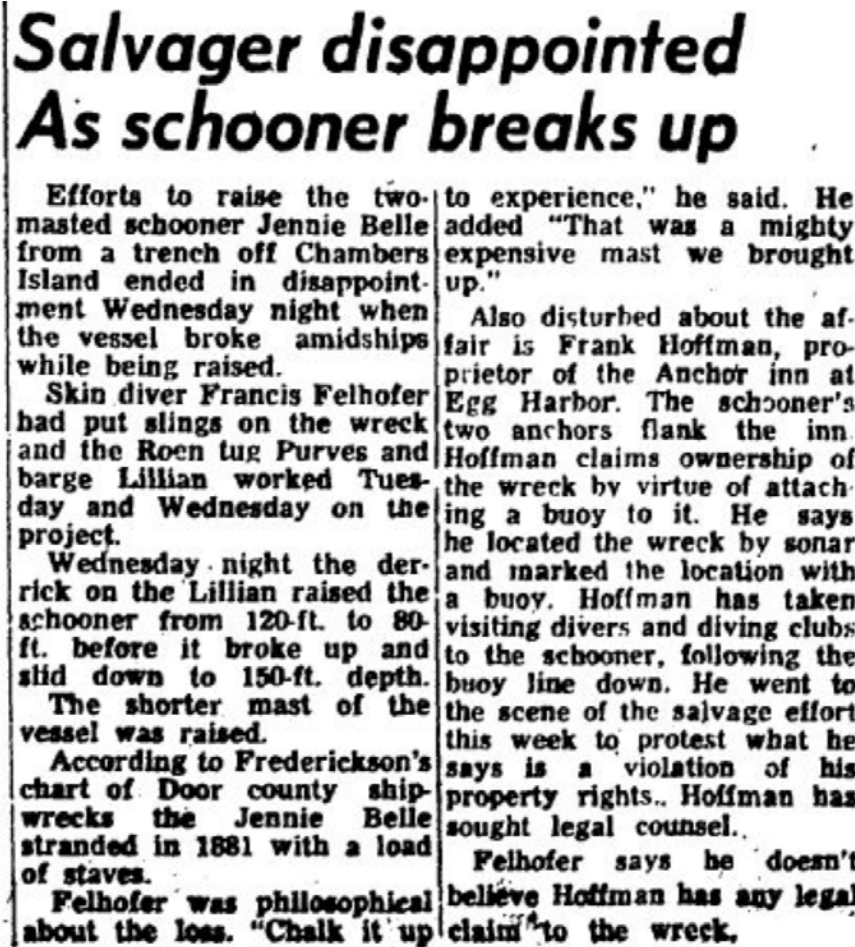 Salvager disappointed
As schooner breaks up
Efforts to raise the two-
masted schooner Jennie Belle
from a trench off Chambers
Island ended in disappoint-
ment Wednesday night when
the vessel broke amidships
while being raised.
Skin diver Francis Felhofer
had put slings on the wreck
and the Roen tug Purves and
barge Lillian worked Tues-
day and Wednesday on the
project.
Wednesday night the der-
rick on the Lillian raised the
schooner from 120-ft. to 80-
ft. before it broke up and
slid down to 150-ft. depth.
The shorter mast of the
vessel was raised.
According to Frederickson's
chart of Door county ship-
wrecks the Jennie Belle
stranded in 1881 with a load
of staves.
Felhofer was philosophical
about the loss. "Chalk it up
to experience," he said. He
added "That was a mighty
expensive mast we brought
up."
Also disturbed about the af-
fair is Frank Hoffman, pro-
prietor of the Anchor inn at
Egg Harbor. The schooner's
two anchors flank the inn.
Hoffman claims ownership of
the wreck by virtue of attach-
ing a buoy to it. He says
he located the wreck by sonar
and marked the location with
a buoy. Hoffman has taken
visiting divers and diving clubs
to the schooner, following the
buoy line down. He went to
the scene of the salvage effort
this week to protest what he
says is a violation of his
property rights.. Hoffman has
sought legal counsel..
Felhofer says he doesn't
believe Hoffman has any legal
claim to the wreck.